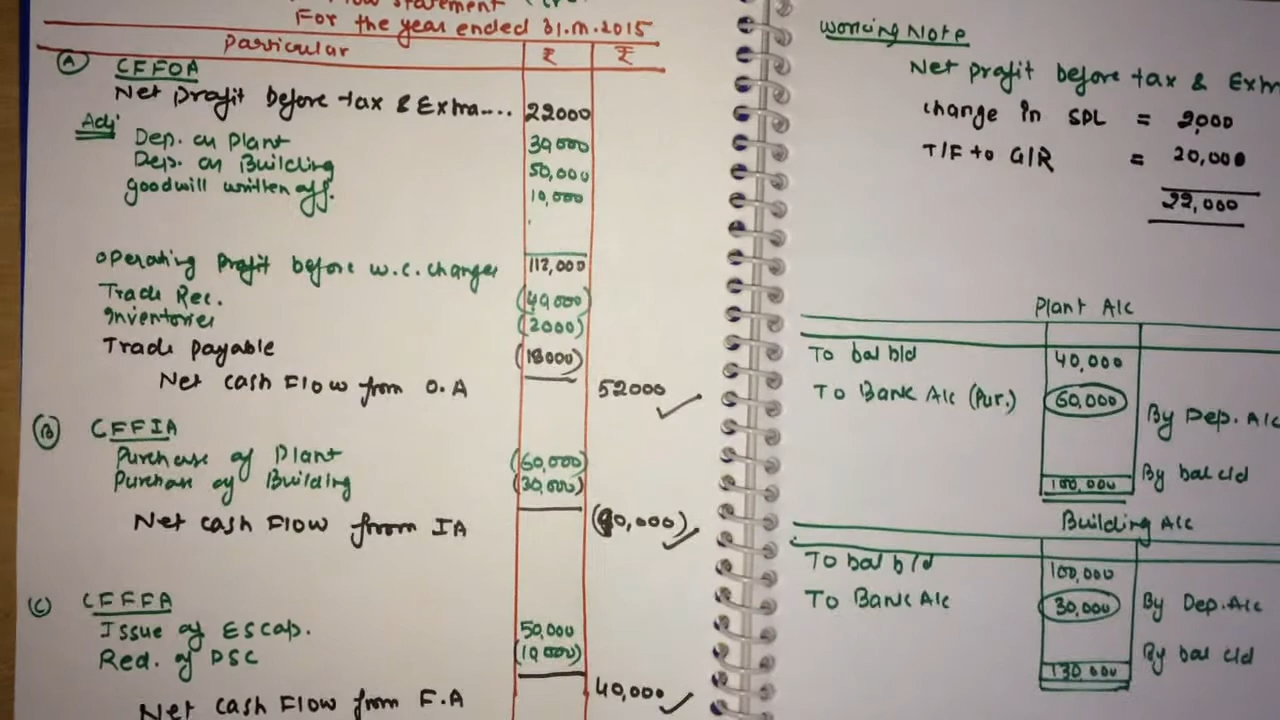 Flow statement
For the year ended 31.m.2015
Particular ₹ ₹
(A) CFFOA
Net profit before tax & Extra.... 22000
Adj
Dep. on Plant 30,000
Dep. on Building 50,000
goodwill written off. 10,000
operating profit before w.c. changes 112,000
Trade Rec. (40,000)
Inventories (2000)
Trade payable (18000)
Net cash Flow from O.A 52000
(B) CFFIA
Purchase of Plant (60,000)
Purchase of Building (30,000)
Net cash Flow from IA (90,000)
(C) CFFFA
Issue of ES Cap. 50,000
Red. of PSC (10,000)
Net cash Flow from F.A 40,000
Working Note
Net profit before tax & Extra
change in SPL = 2,000
T/F to G/R = 20,000
22,000
Plant A/c
To bal b/d 40,000
To Bank A/c (Pur.) 60,000
By Dep. A/c
By bal c/d
100,000
Building A/c
To bal b/d 100,000
To Bank A/c 30,000 By Dep. A/c
By bal c/d
130,000